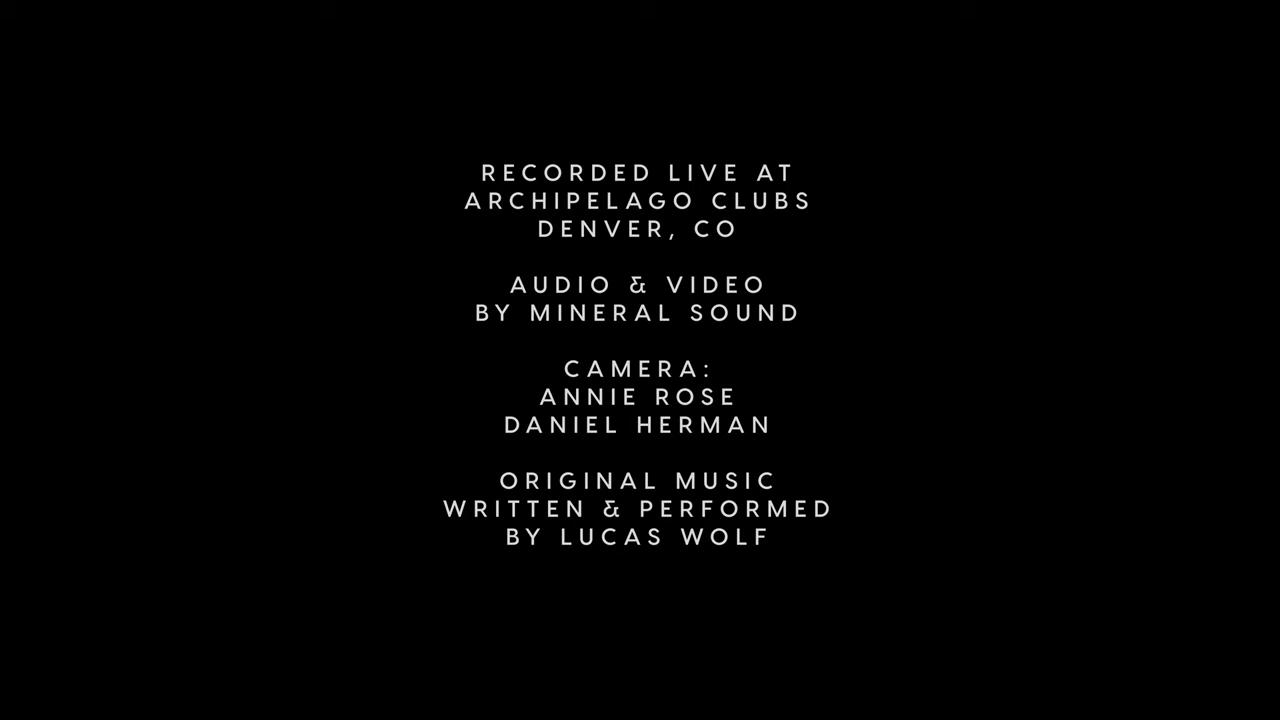 RECORDED LIVE AT
ARCHIPELAGO CLUBS
DENVER, CO
AUDIO & VIDEO
BY MINERAL SOUND
CAMERA:
ANNIE ROSE
DANIEL HERMAN
ORIGINAL MUSIC
WRITTEN & PERFORMED
BY LUCAS WOLF